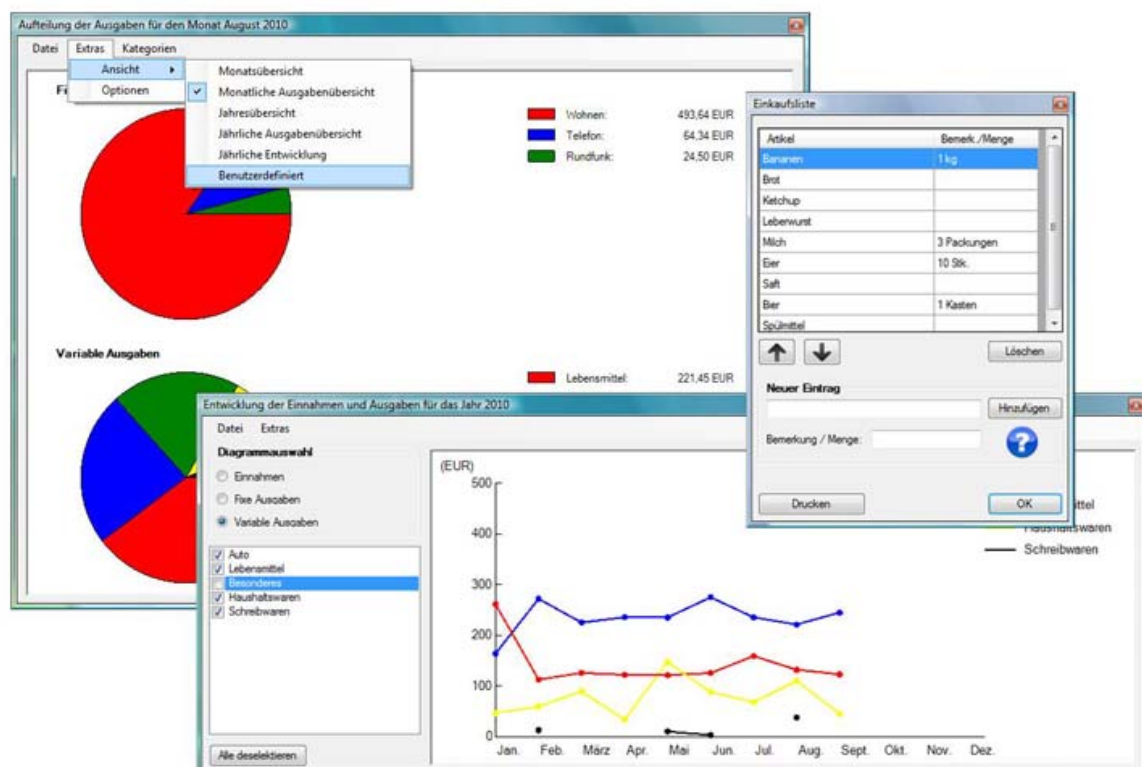 Aufteilung der Ausgaben für den Monat August 2010
Datei Extras Kategorien
Ansicht
Optionen
Monatsübersicht
Monatliche Ausgabenübersicht
Jahresübersicht
Jährliche Ausgabenübersicht
Jährliche Entwicklung
Benutzerdefiniert
Wohnen: 493,64 EUR
Telefon: 64,34 EUR
Rundfunk: 24,50 EUR
Variable Ausgaben
Lebensmittel: 221,45 EUR
Einkaufsliste
Artikel Bemerk./Menge
Bananen 1 kg
Brot
Ketchup
Leberwurst
Milch 3 Packungen
Eier 10 Stk.
Saft
Bier 1 Kasten
Spülmittel
Löschen
Neuer Eintrag
Hinzufügen
Bemerkung / Menge:
?
Drucken OK
Entwicklung der Einnahmen und Ausgaben für das Jahr 2010
Datei Extras
Diagrammauswahl
Einnahmen
Fixe Ausgaben
Variable Ausgaben
Auto
Lebensmittel
Besonderes
Haushaltswaren
Schreibwaren
Alle deselektieren
(EUR)
500
400
300
200
100
0
Jan. Feb. März Apr. Mai Jun. Jul. Aug. Sept. Okt. Nov. Dez.
ittel
Haushaltswaren
Schreibwaren